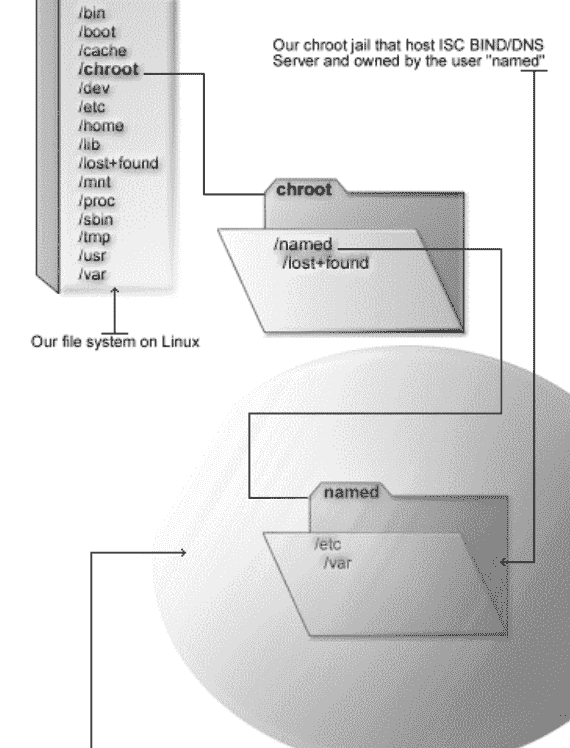 /bin
/boot
/cache
/chroot
/dev
/etc
/home
/lib
/lost+found
/mnt
/proc
/sbin
/tmp
/usr
/var
Our file system on Linux
Our chroot jail that host ISC BIND/DNS
Server and owned by the user "named"
chroot
/named
/lost+found
named
/etc
/var